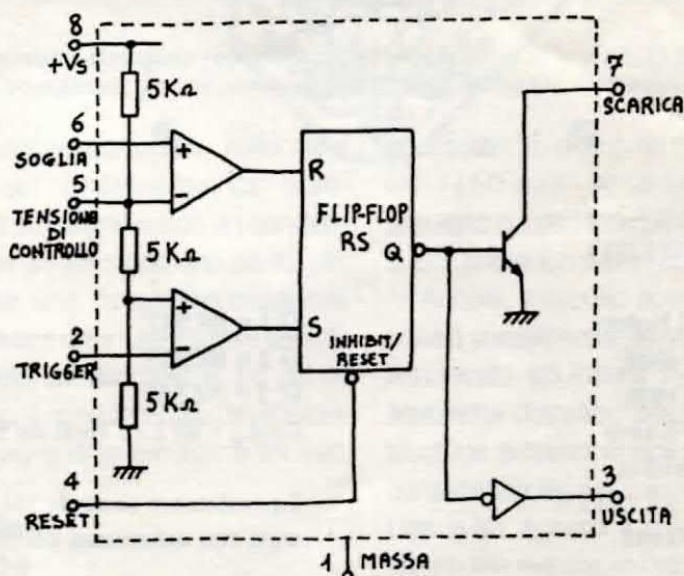 8
+Vs
5KΩ
6
SOGLIA
5
TENSIONE
DI
CONTROLLO
5KΩ
2
TRIGGER
5KΩ
4
RESET
+
−
+
−
R
FLIP-FLOP
RS
Q
S
INHIBIT/
RESET
7
SCARICA
3
USCITA
1 MASSA